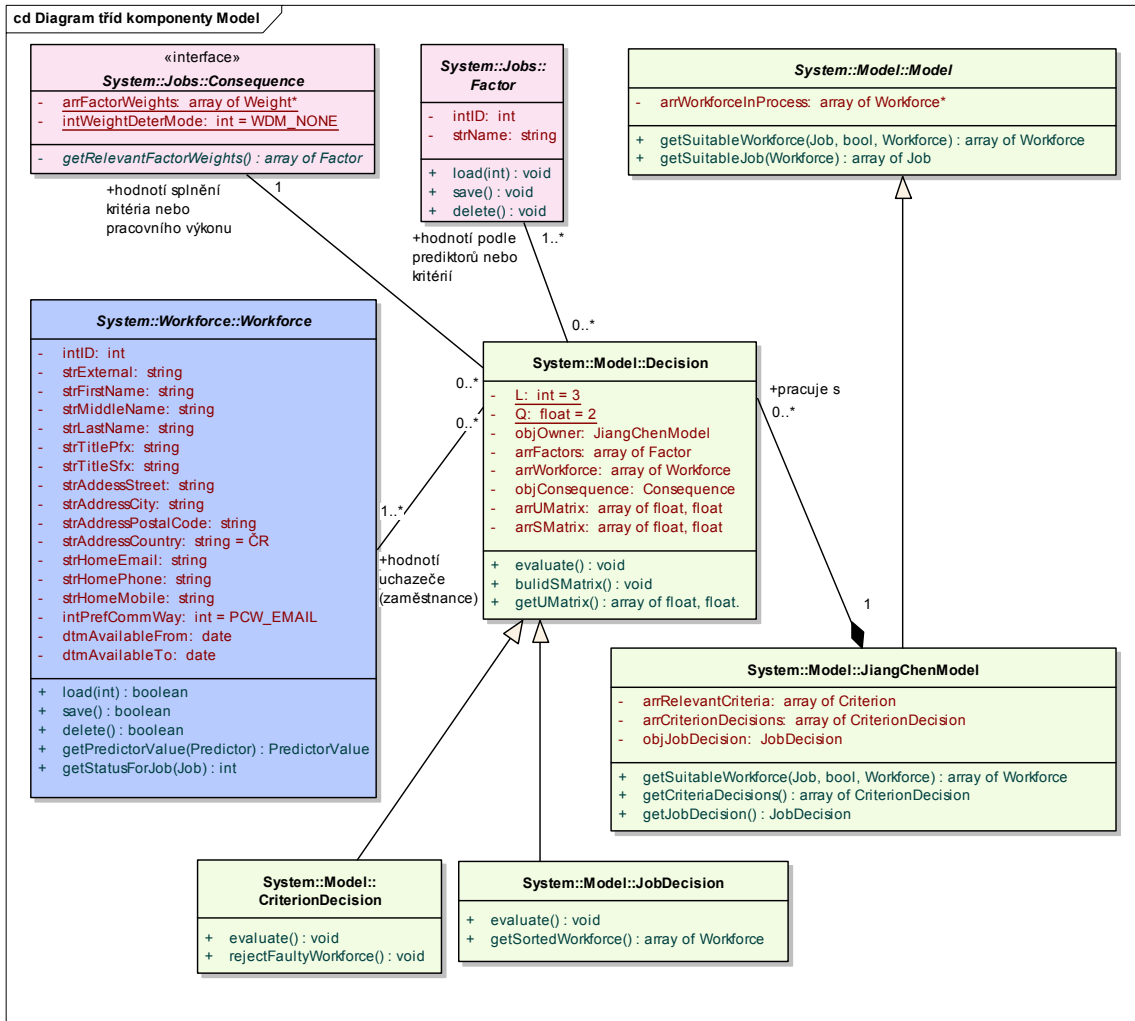 cd Diagram tříd komponenty Model
«interface»
System::Jobs::Consequence
- arrFactorWeights: array of Weight*
- intWeightDeterMode: int = WDM_NONE
- getRelevantFactorWeights() : array of Factor
System::Jobs::
Factor
- intID: int
- strName: string
+ load(int) : void
+ save() : void
+ delete() : void
System::Model::Model
- arrWorkforceInProcess: array of Workforce*
+ getSuitableWorkforce(Job, bool, Workforce) : array of Workforce
+ getSuitableJob(Workforce) : array of Job
+hodnotí splnění
kritéria nebo
pracovního výkonu
1
+hodnotí podle
prediktorů nebo
kritérií
1..*
0..*
System::Workforce::Workforce
- intID: int
- strExternal: string
- strFirstName: string
- strMiddleName: string
- strLastName: string
- strTitlePfx: string
- strTitleSfx: string
- strAddessStreet: string
- strAddressCity: string
- strAddressPostalCode: string
- strAddressCountry: string = ČR
- strHomeEmail: string
- strHomePhone: string
- strHomeMobile: string
- intPrefCommWay: int = PCW_EMAIL
- dtmAvailableFrom: date
- dtmAvailableTo: date
+ load(int) : boolean
+ save() : boolean
+ delete() : boolean
+ getPredictorValue(Predictor) : PredictorValue
+ getStatusForJob(Job) : int
0..*
0..*
1..*
+hodnotí
uchazeče
(zaměstnance)
System::Model::Decision
- L: int = 3
- Q: float = 2
- objOwner: JiangChenModel
- arrFactors: array of Factor
- arrWorkforce: array of Workforce
- objConsequence: Consequence
- arrUMatrix: array of float, float
- arrSMatrix: array of float, float
+ evaluate() : void
+ bulidSMatrix() : void
+ getUMatrix() : array of float, float.
+pracuje s
0..*
1
System::Model::JiangChenModel
- arrRelevantCriteria: array of Criterion
- arrCriterionDecisions: array of CriterionDecision
- objJobDecision: JobDecision
+ getSuitableWorkforce(Job, bool, Workforce) : array of Workforce
+ getCriteriaDecisions() : array of CriterionDecision
+ getJobDecision() : JobDecision
System::Model::
CriterionDecision
+ evaluate() : void
+ rejectFaultyWorkforce() : void
System::Model::JobDecision
+ evaluate() : void
+ getSortedWorkforce() : array of Workforce